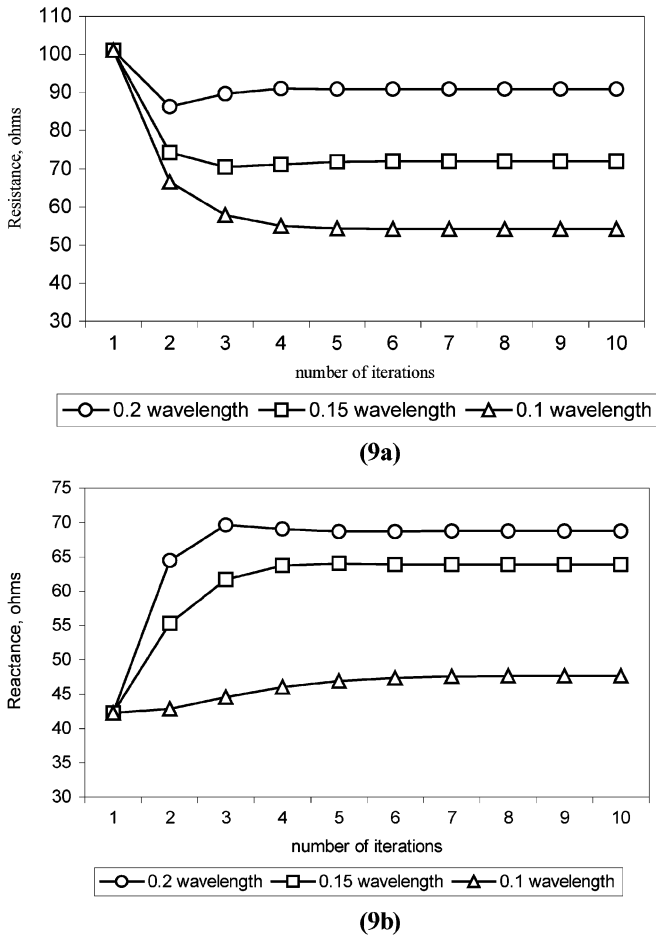 110
100
90
80
70
60
50
40
30
Resistance, ohms
1 2 3 4 5 6 7 8 9 10
number of iterations
0.2 wavelength 0.15 wavelength 0.1 wavelength
(9a)
75
70
65
60
55
50
45
40
35
30
Reactance, ohms
1 2 3 4 5 6 7 8 9 10
number of iterations
0.2 wavelength 0.15 wavelength 0.1 wavelength
(9b)